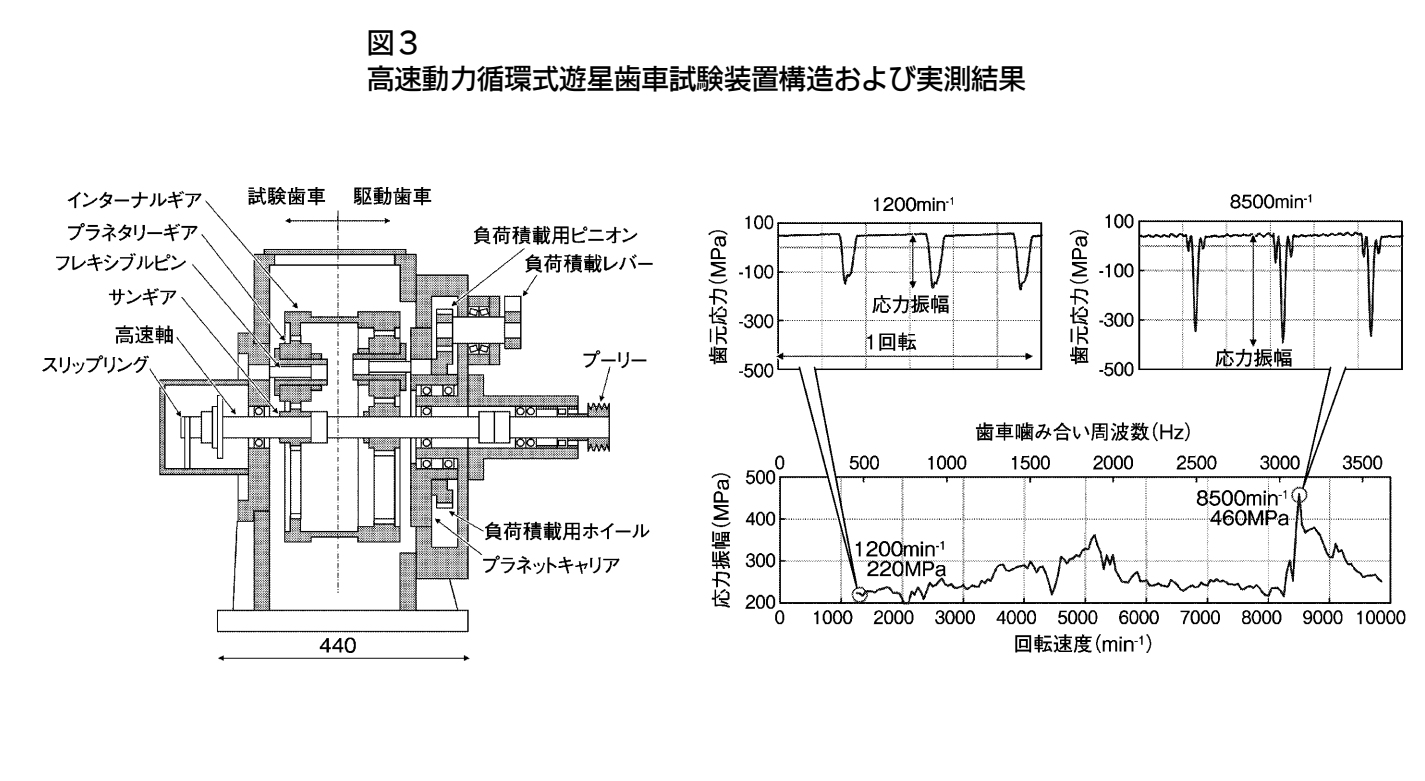 図3
高速動力循環式遊星歯車試験装置構造および実測結果
試験歯車 駆動歯車
インターナルギア
プラネタリーギア
フレキシブルピン
サンギア
高速軸
スリップリング
負荷積載用ピニオン
負荷積載レバー
プーリー
負荷積載用ホイール
プラネットキャリア
440
1200min-1
歯元応力(MPa)
100
-100
-300
-500
応力振幅
1回転
8500min-1
歯元応力(MPa)
100
-100
-300
-500
応力振幅
歯車噛み合い周波数(Hz)
0 500 1000 1500 2000 2500 3000 3500
応力振幅(MPa)
500
400
300
200
1200min-1
220MPa
8500min-1
460MPa
0 1000 2000 3000 4000 5000 6000 7000 8000 9000 10000
回転速度(min-1)